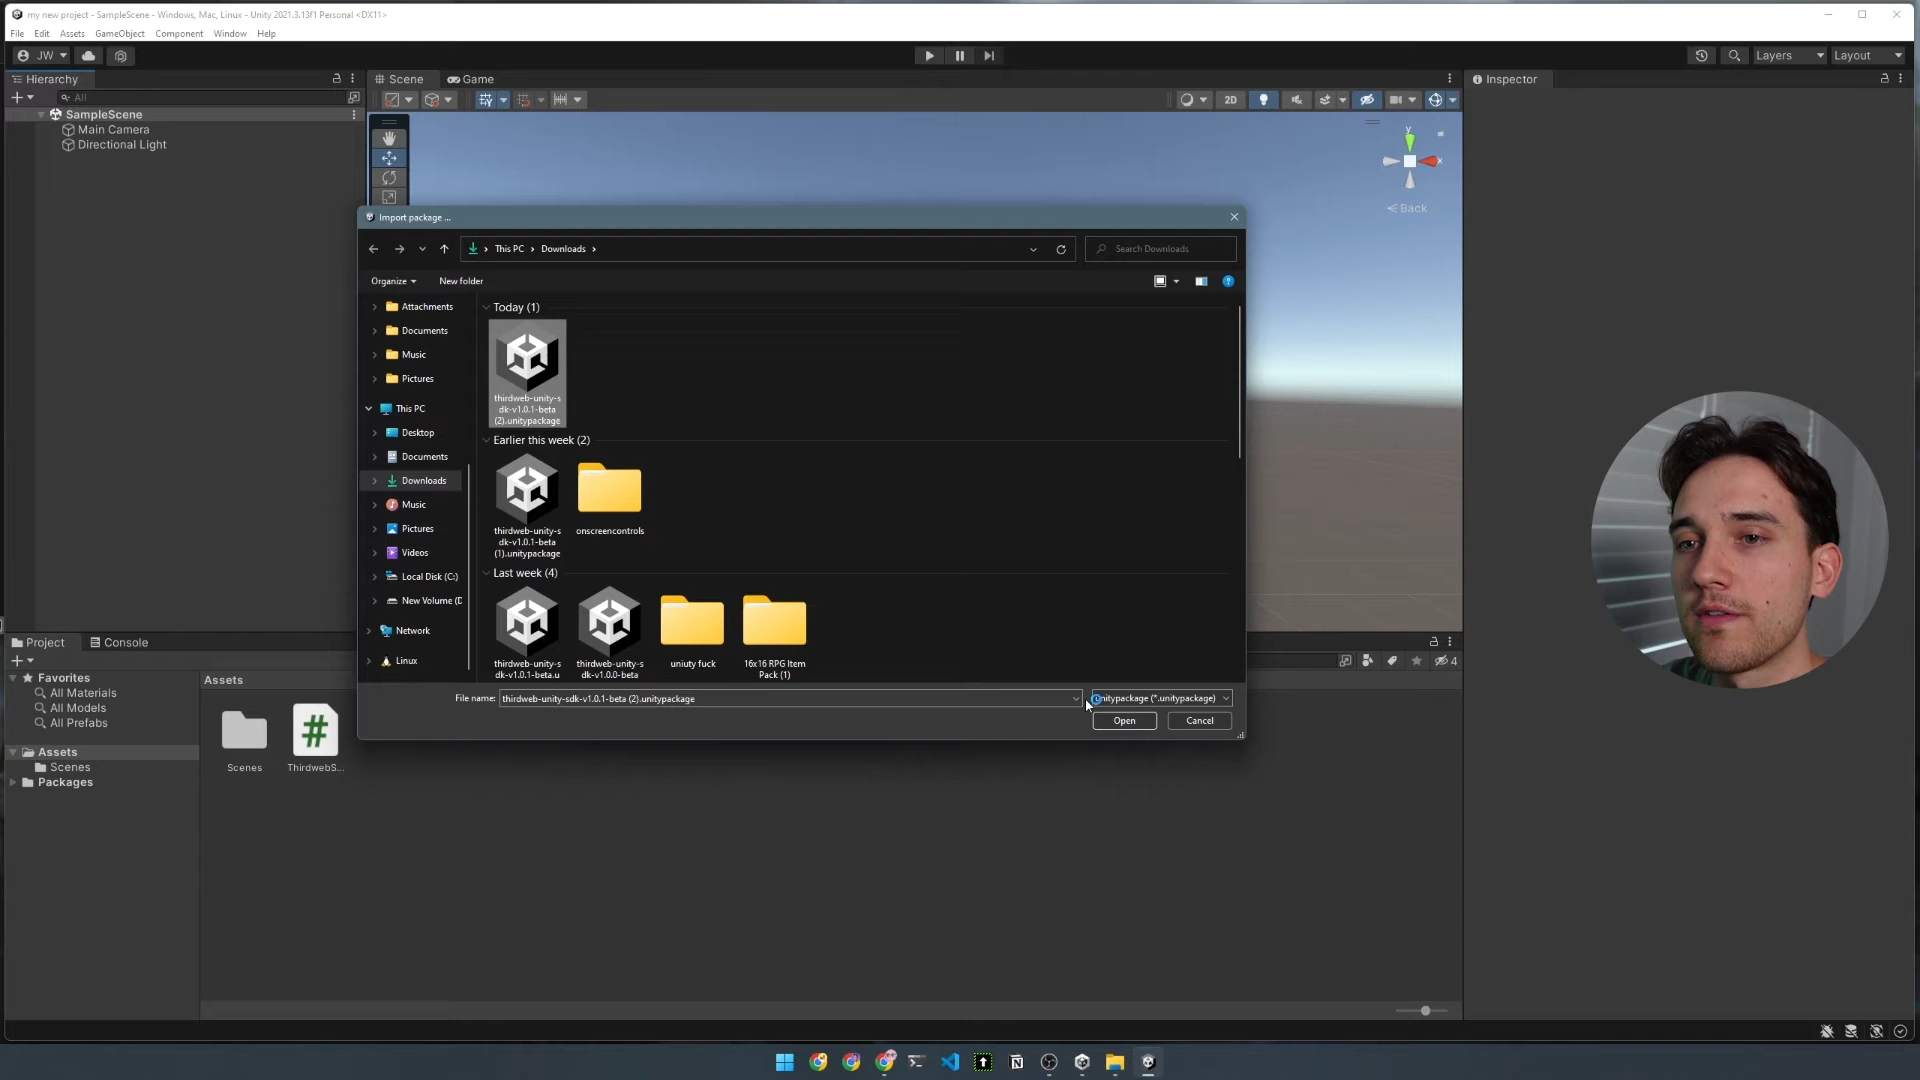 my new project - SampleScene - Windows, Mac, Linux - Unity 2021.3.13f1 Personal <DX11>
File Edit Assets GameObject Component Window Help
JW
Layers
Layout
Hierarchy
Scene
Game
Inspector
All
2D
SampleScene
Main Camera
Directional Light
y
x
Back
Import package ...
This PC
Downloads
Search Downloads
Organize
New folder
Attachments
Documents
Music
Pictures
This PC
Desktop
Documents
Downloads
Music
Pictures
Videos
Local Disk (C:)
New Volume (D
Network
Linux
Today (1)
thirdweb-unity-s
dk-v1.0.1-beta
(2).unitypackage
Earlier this week (2)
thirdweb-unity-s
dk-v1.0.1-beta
(1).unitypackage
onscreencontrols
Last week (4)
thirdweb-unity-s
dk-v1.0.1-beta.u
thirdweb-unity-s
dk-v1.0.0-beta
uniuty fuck
16x16 RPG Item
Pack (1)
File name:
thirdweb-unity-sdk-v1.0.1-beta (2).unitypackage
unitypackage (*.unitypackage)
Open
Cancel
Project
Console
4
Favorites
All Materials
All Models
All Prefabs
Assets
Scenes
Packages
Assets
#
Scenes
ThirdwebS...